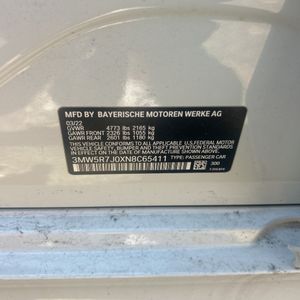 MFD BY BAYERISCHE MOTOREN WERKE AG
03/22
GVWR 4773 lbs 2165 kg
GAWR FRONT 2326 lbs 1055 kg
GAWR REAR 2601 lbs 1180 kg
THIS VEHICLE CONFORMS TO ALL APPLICABLE
U.S. FEDERAL MOTOR VEHICLE SAFETY, BUMPER, AND
THEFT PREVENTION STANDARDS IN EFFECT ON
THE DATE OF MANUFACTURE SHOWN ABOVE.
3MW5R7J0XN8C65411 TYPE: PASSENGER CAR
300